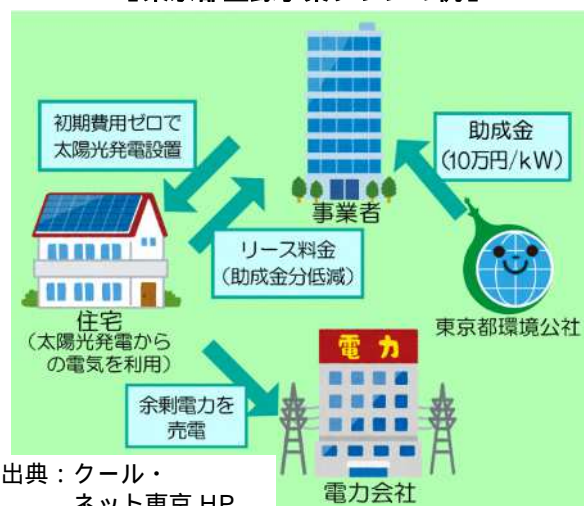 初期費用ゼロで
太陽光発電設置
助成金
(10万円/kW)
事業者
リース料金
(助成金分低減)
東京都環境公社
住宅
(太陽光発電から
の電気を利用)
電力
余剰電力を
売電
電力会社
出典：クール・